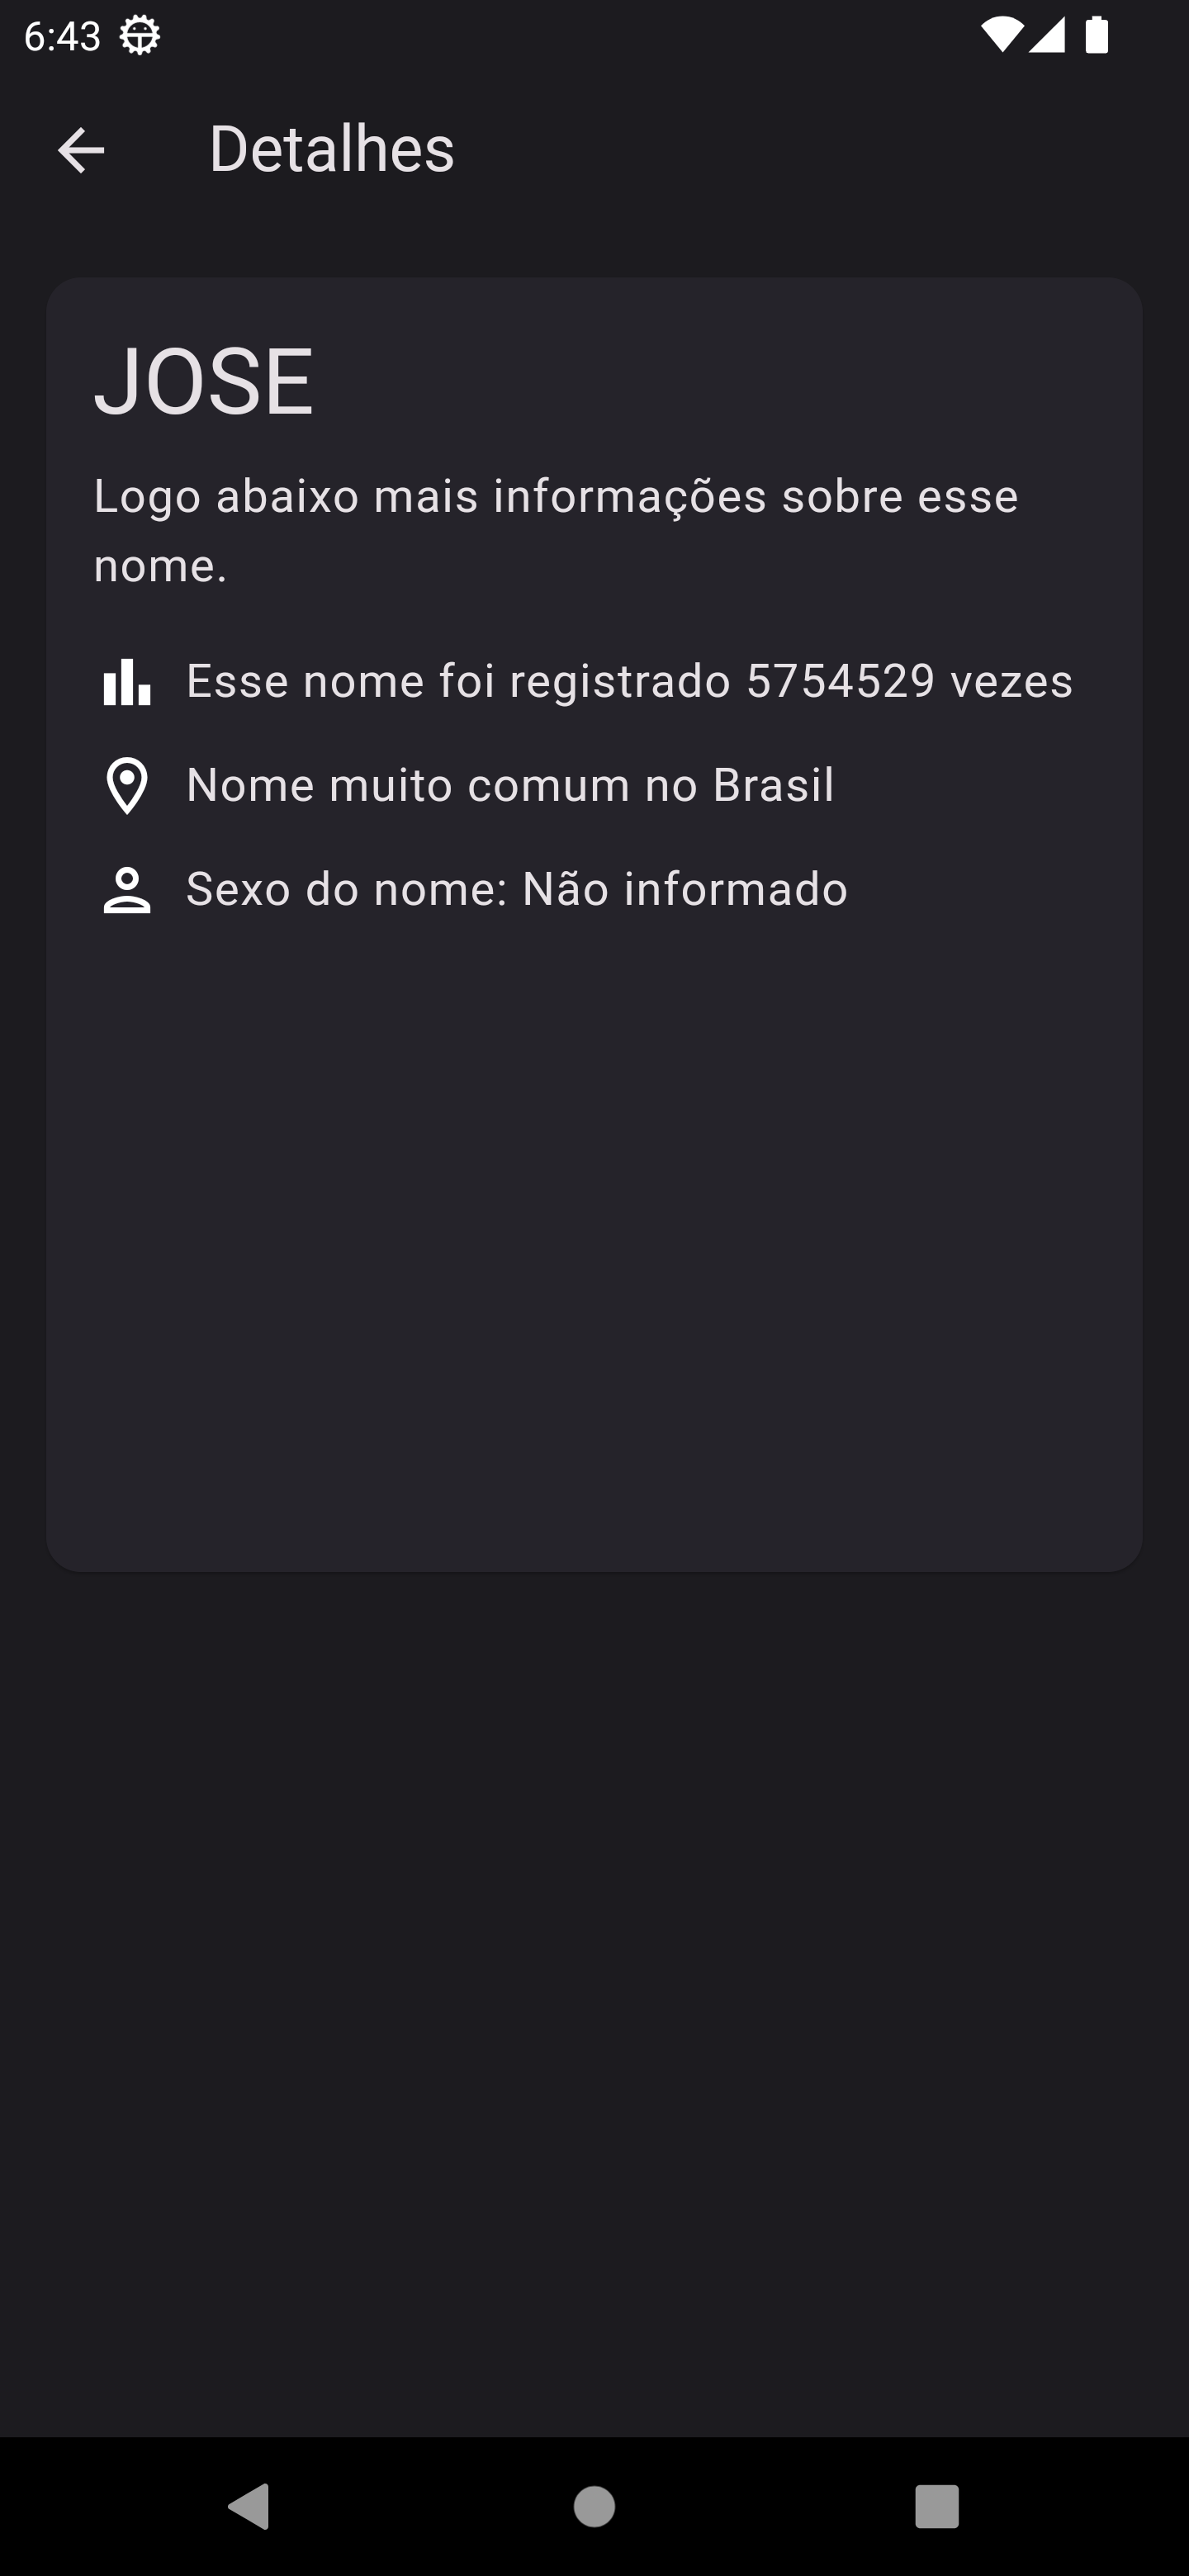 6:43
Detalhes
JOSE
Logo abaixo mais informações sobre esse
nome.
Esse nome foi registrado 5754529 vezes
Nome muito comum no Brasil
Sexo do nome: Não informado